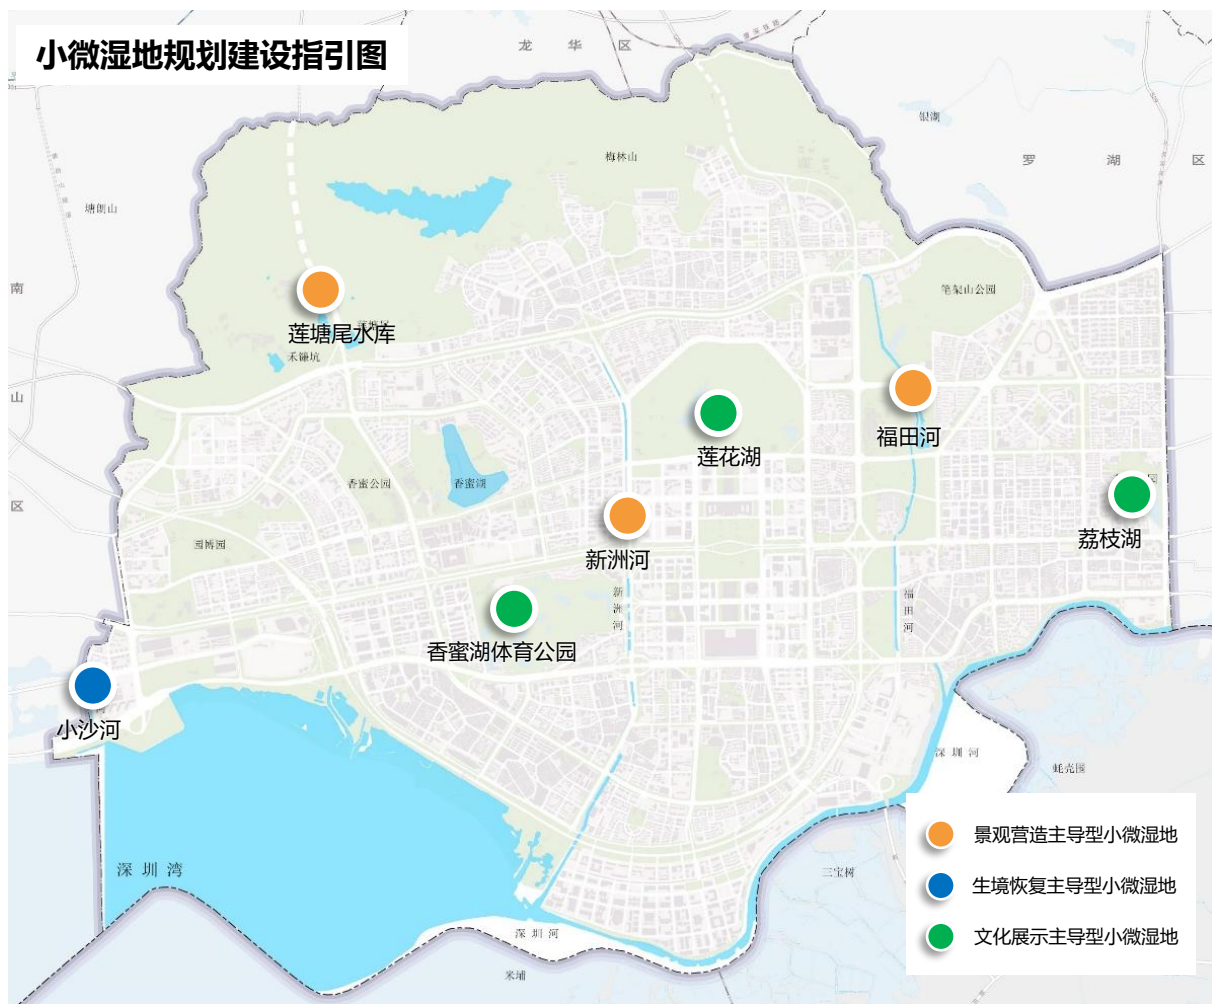 小微湿地规划建设指引图
龙华区
银湖
梅林山
罗湖区
塘朗山
南
山
区
笔架山公园
莲塘尾水库
禾镰坑
福田河
莲花湖
香蜜公园
香蜜湖
荔枝湖
园博园
新洲河
新洲河
福田河
香蜜湖体育公园
小沙河
深圳河
蚝壳围
深圳湾
三宝树
深圳河
米埔
景观营造主导型小微湿地
生境恢复主导型小微湿地
文化展示主导型小微湿地